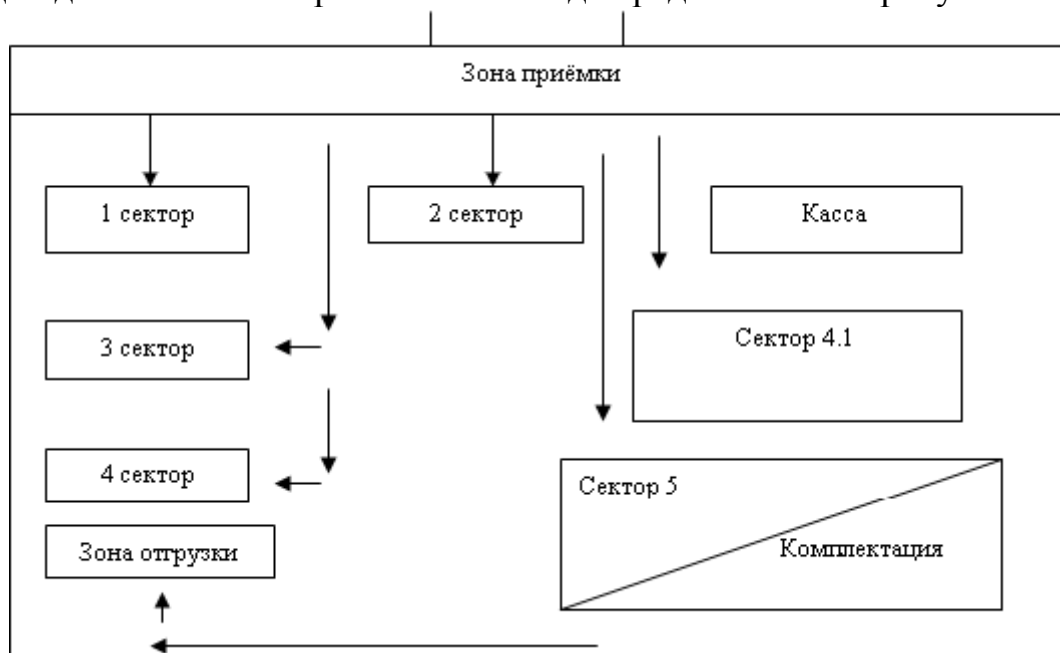 Зона приёмки
1 сектор
2 сектор
Касса
3 сектор
Сектор 4.1
4 сектор
Сектор 5
Зона отгрузки
Комплектация